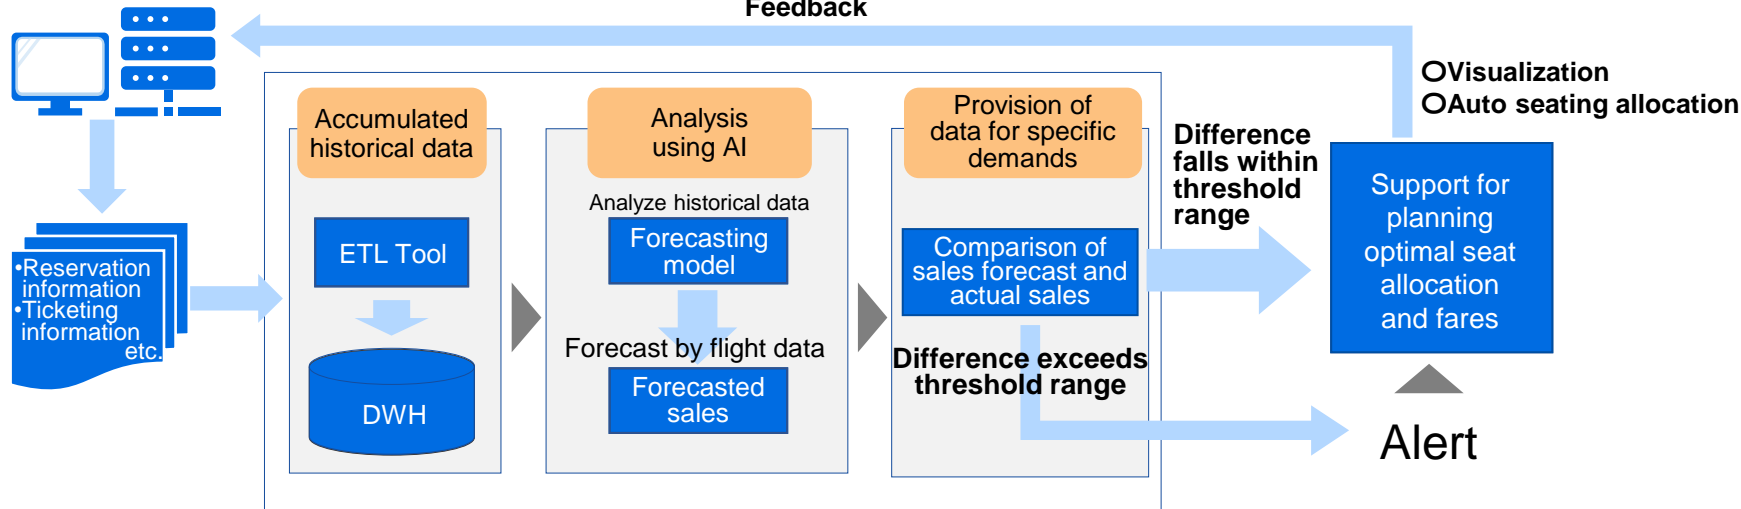 Feedback
•Reservation
information
•Ticketing
information
etc.
Accumulated
historical data
ETL Tool
DWH
Analysis
using AI
Analyze historical data
Forecasting
model
Forecast by flight data
Forecasted
sales
Provision of
data for specific
demands
Comparison of
sales forecast and
actual sales
Difference exceeds
threshold range
Difference
falls within
threshold
range
○Visualization
○Auto seating allocation
Support for
planning
optimal seat
allocation
and fares
Alert